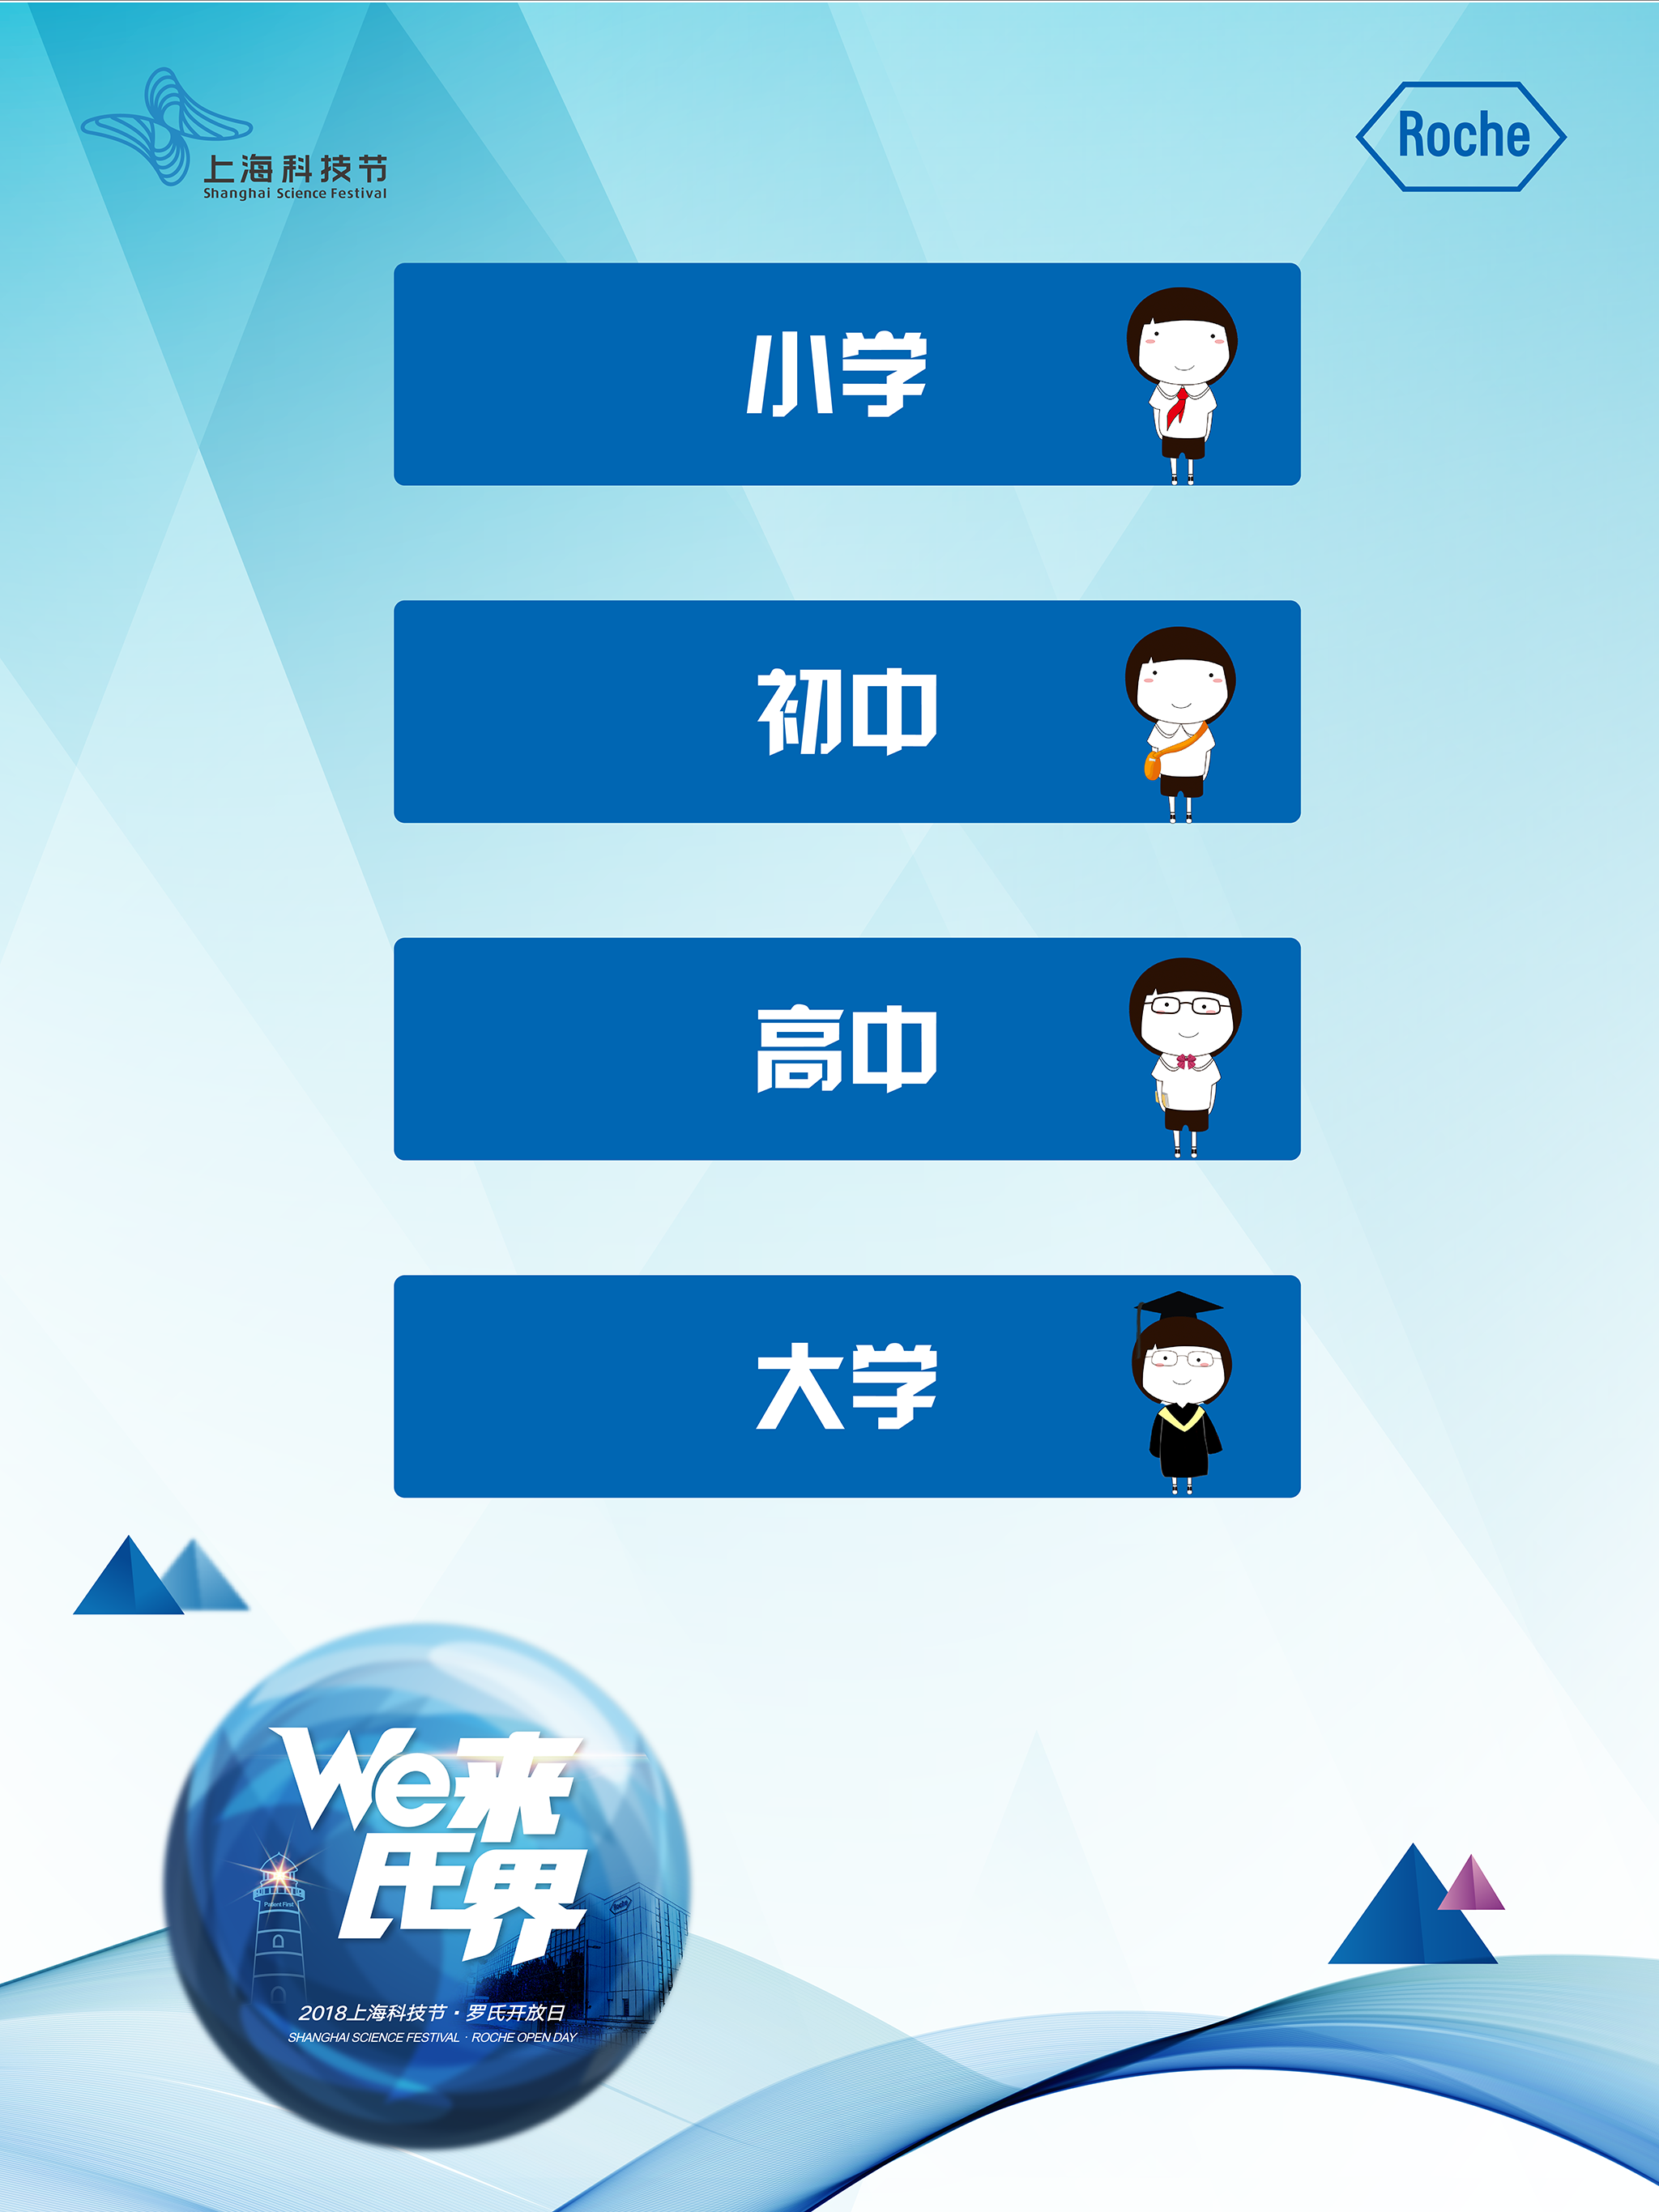 上海科技节
Shanghai Science Festival
Roche
小学
初中
高中
大学
We来
氏界
Patient First
Roche
2018上海科技节·罗氏开放日
SHANGHAI SCIENCE FESTIVAL · ROCHE OPEN DAY